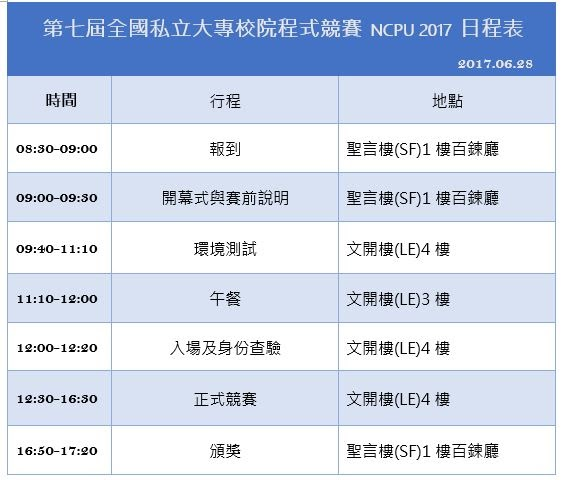 第七屆全國私立大專校院程式競賽 NCPU 2017 日程表
2017.06.28
時間 行程 地點
08:30-09:00 報到 聖言樓(SF)1 樓百鍊廳
09:00-09:30 開幕式與賽前說明 聖言樓(SF)1 樓百鍊廳
09:40-11:10 環境測試 文開樓(LE)4 樓
11:10-12:00 午餐 文開樓(LE)3 樓
12:00-12:20 入場及身份查驗 文開樓(LE)4 樓
12:30-16:30 正式競賽 文開樓(LE)4 樓
16:50-17:20 頒獎 聖言樓(SF)1 樓百鍊廳